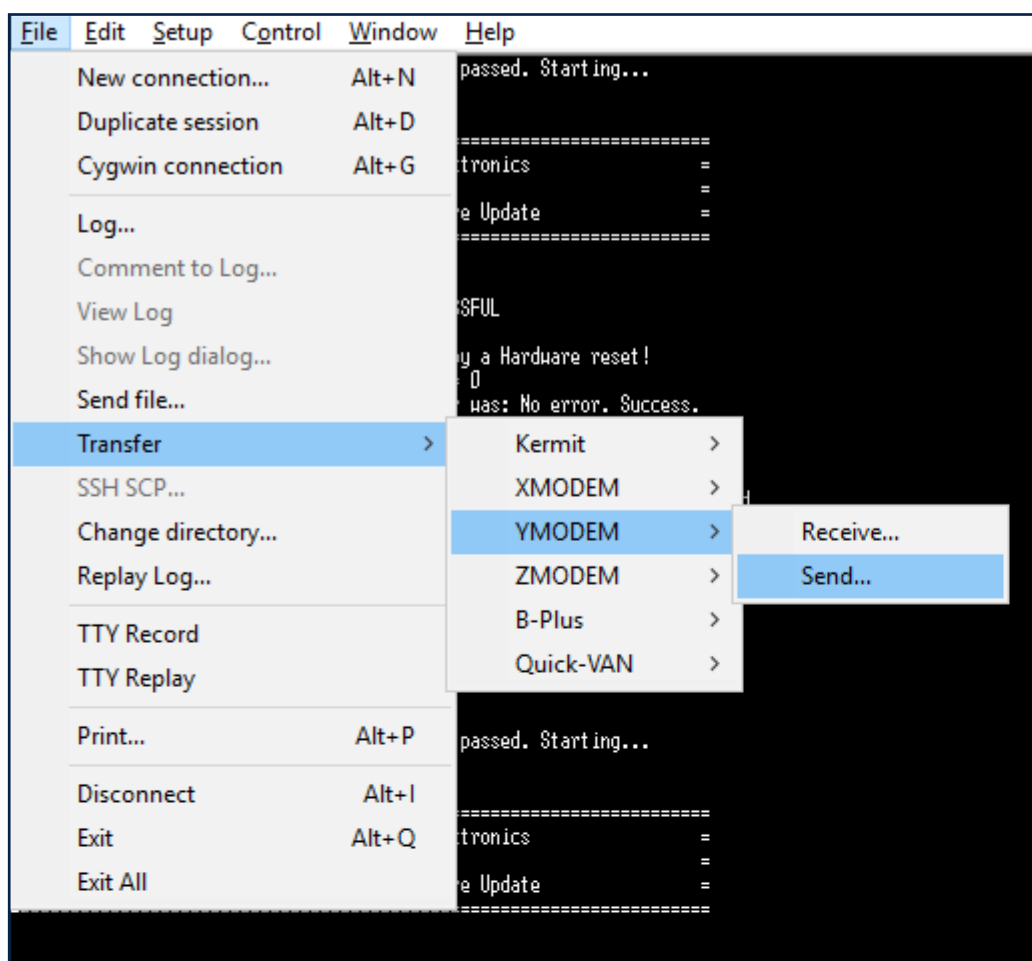 File Edit Setup Control Window Help
New connection... Alt+N
Duplicate session Alt+D
Cygwin connection Alt+G
Log...
Comment to Log...
View Log
Show Log dialog...
Send file...
Transfer >
SSH SCP...
Change directory...
Replay Log...
TTY Record
TTY Replay
Print... Alt+P
Disconnect Alt+I
Exit Alt+Q
Exit All
Kermit >
XMODEM >
YMODEM >
ZMODEM >
B-Plus >
Quick-VAN >
Receive...
Send...
passed. Starting...
================================
tronics =
=
e Update =
================================
SSFUL
y a Hardware reset!
= 0
was: No error. Success.
passed. Starting...
================================
tronics =
=
e Update =
================================